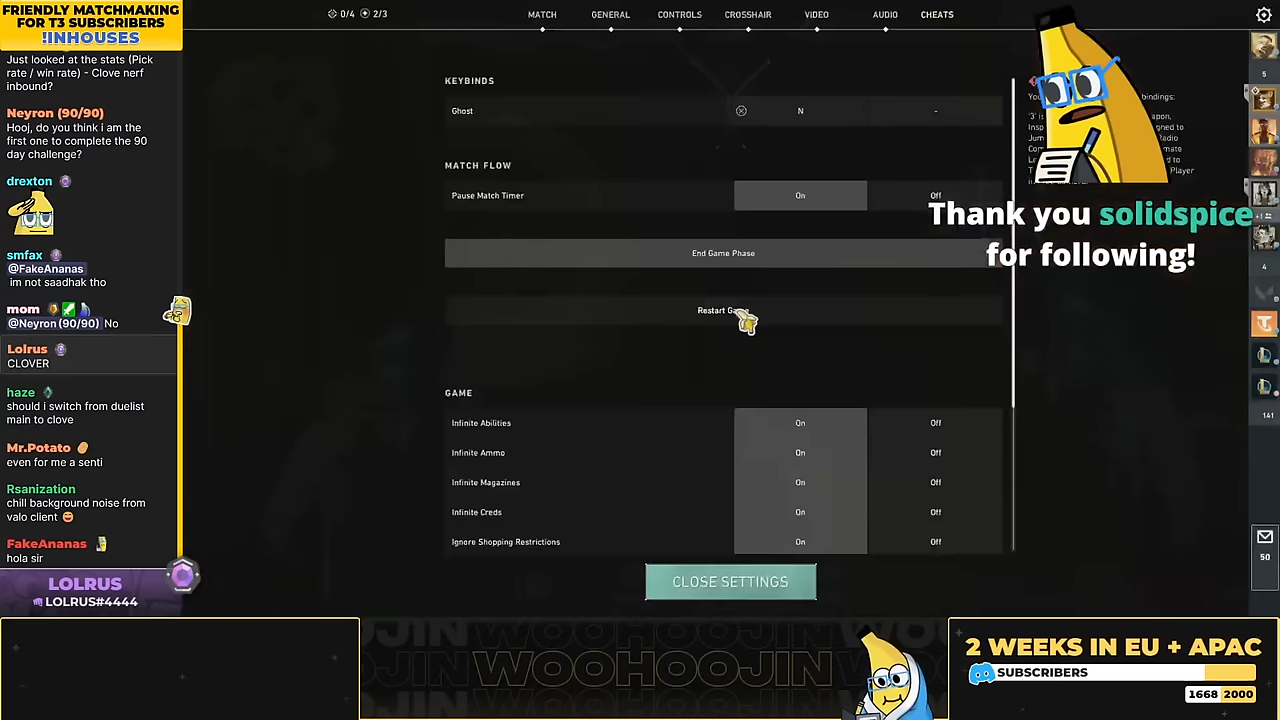 FRIENDLY MATCHMAKING
FOR T3 SUBSCRIBERS
!INHOUSES
Just looked at the stats (Pick
rate / win rate) - Clove nerf
inbound?
Neyron (90/90)
Hooj, do you think i am the
first one to complete the 90
day challenge?
drexton
smfax
@FakeAnanas
im not saadhak tho
mom
@Neyron(90/90) No
Lolrus
CLOVER
haze
should i switch from duelist
main to clove
Mr.Potato
even for me a senti
Rsanization
chill background noise from
valo client
FakeAnanas
hola sir
LOLRUS
LOLRUS#4444
0/4 2/3
MATCH GENERAL CONTROLS CROSSHAIR VIDEO AUDIO CHEATS
KEYBINDS
Ghost N -
MATCH FLOW
Pause Match Timer On Off
End Game Phase
Restart
GAME
Infinite Abilities On Off
Infinite Ammo On Off
Infinite Magazines On Off
Infinite Creds On Off
Ignore Shopping Restrictions On Off
CLOSE SETTINGS
bindings:
Thank you solidspice
for following!
5
4
141
50
WOOHOOJIN
2 WEEKS IN EU + APAC
SUBSCRIBERS
1668 2000